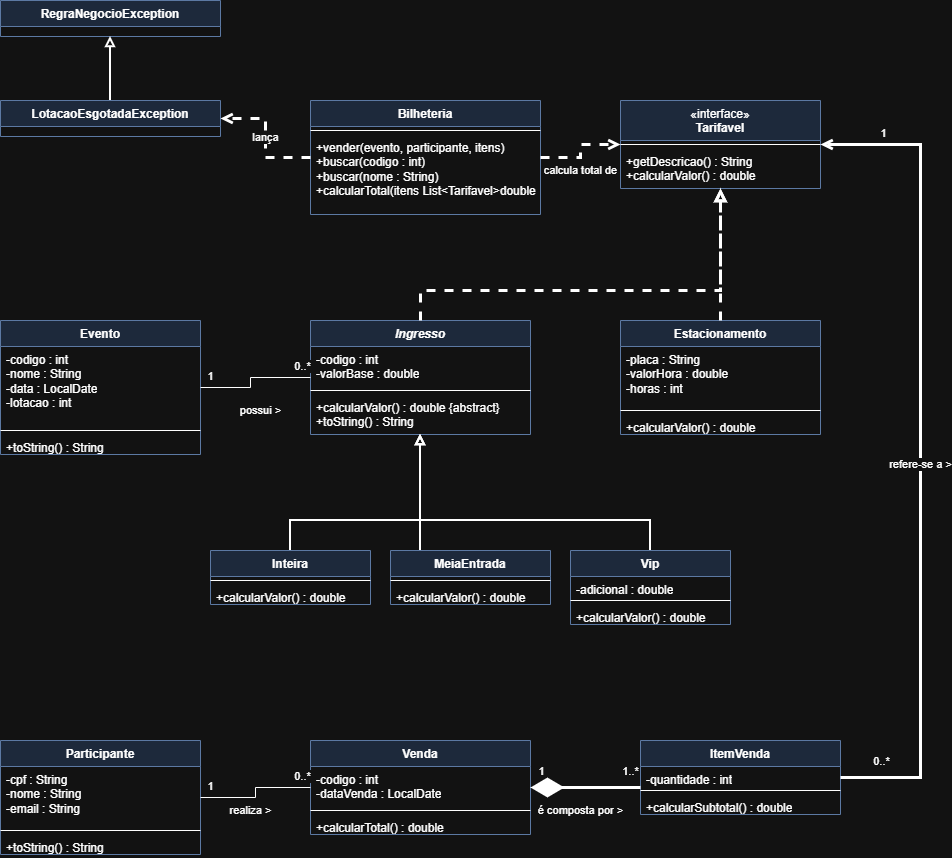 RegraNegocioException
LotacaoEsgotadaException
lança
Bilheteria
+vender(evento, participante, itens)
+buscar(codigo : int)
+buscar(nome : String)
+calcularTotal(itens List<Tarifavel>double
calcula total de
«interface»
Tarifavel
+getDescricao() : String
+calcularValor() : double
1
Evento
-codigo : int
-nome : String
-data : LocalDate
-lotacao : int
+toString() : String
1
0..*
possui >
Ingresso
-codigo : int
-valorBase : double
+calcularValor() : double {abstract}
+toString() : String
Estacionamento
-placa : String
-valorHora : double
-horas : int
+calcularValor() : double
refere-se a >
Inteira
+calcularValor() : double
MeiaEntrada
+calcularValor() : double
Vip
-adicional : double
+calcularValor() : double
Participante
-cpf : String
-nome : String
-email : String
+toString() : String
1
0..*
realiza >
Venda
-codigo : int
-dataVenda : LocalDate
+calcularTotal() : double
1
1..*
é composta por >
ItemVenda
-quantidade : int
+calcularSubtotal() : double
0..*